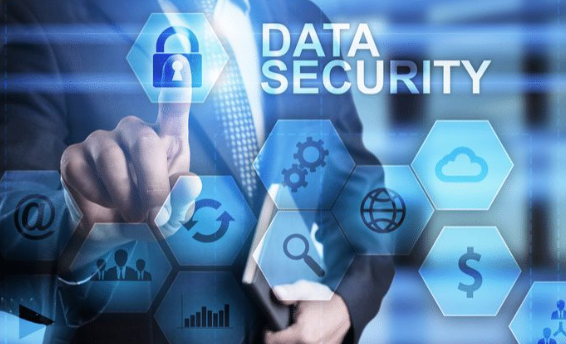 DATA
SECURITY
@
$